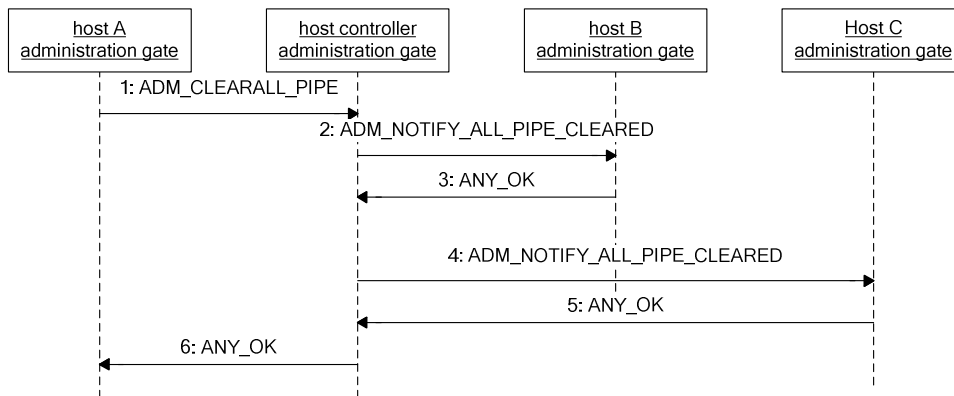 host A
administration gate
host controller
administration gate
host B
administration gate
Host C
administration gate
1: ADM_CLEARALL_PIPE
2: ADM_NOTIFY_ALL_PIPE_CLEARED
3: ANY_OK
4: ADM_NOTIFY_ALL_PIPE_CLEARED
5: ANY_OK
6: ANY_OK